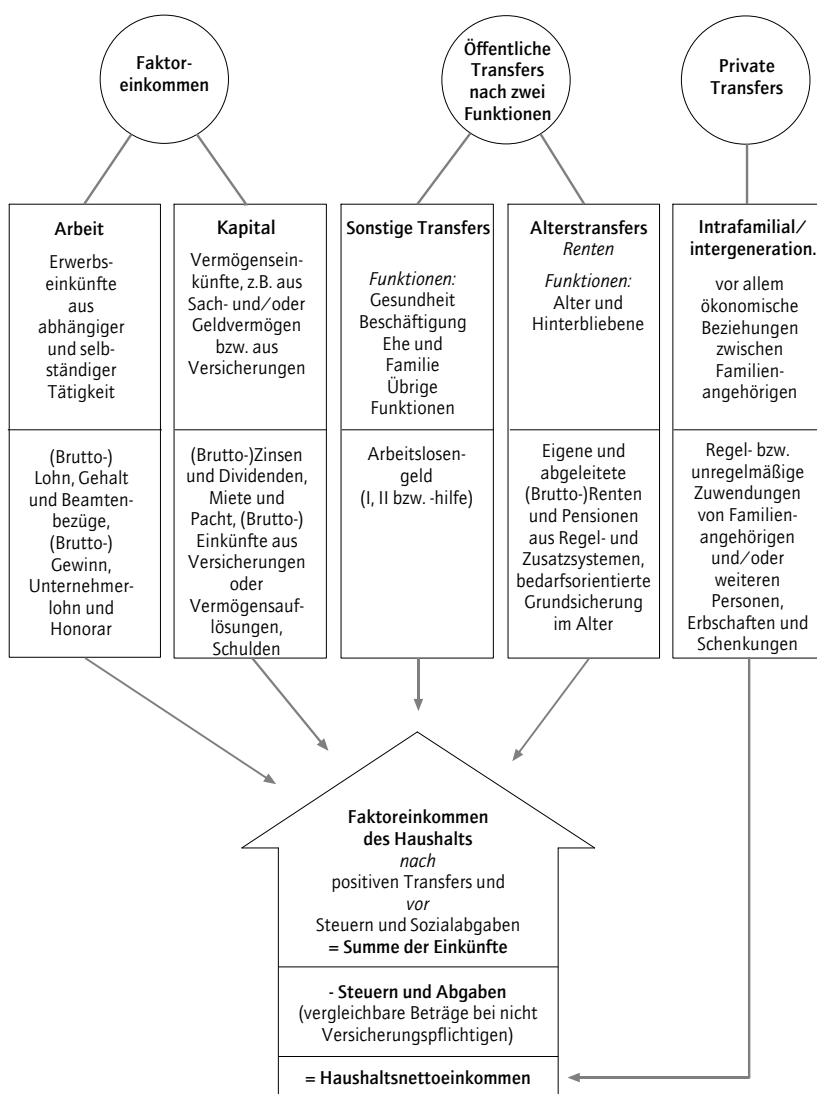 Faktor-
einkommen
Öffentliche
Transfers
nach zwei
Funktionen
Private
Transfers
Arbeit
Erwerbs-
einkünfte
aus
abhängiger
und selb-
ständiger
Tätigkeit
(Brutto-)
Lohn, Gehalt
und Beamten-
bezüge,
(Brutto-)
Gewinn,
Unternehmer-
lohn und
Honorar
Kapital
Vermögensein-
künfte, z.B. aus
Sach- und/oder
Geldvermögen
bzw. aus
Versicherungen
(Brutto-)Zinsen
und Dividenden,
Miete und
Pacht, (Brutto-)
Einkünfte aus
Versicherungen
oder
Vermögensauf-
lösungen,
Schulden
Sonstige Transfers
Funktionen:
Gesundheit
Beschäftigung
Ehe und
Familie
Übrige
Funktionen
Arbeitslosen-
geld
(I, II bzw. -hilfe)
Alterstransfers
Renten
Funktionen:
Alter und
Hinterbliebene
Eigene und
abgeleitete
(Brutto-)Renten
und Pensionen
aus Regel- und
Zusatzsystemen,
bedarfsorientierte
Grundsicherung
im Alter
Intrafamilial/
intergeneration.
vor allem
ökonomische
Beziehungen
zwischen
Familien-
angehörigen
Regel- bzw.
unregelmäßige
Zuwendungen
von Familien-
angehörigen
und/oder
weiteren
Personen,
Erbschaften und
Schenkungen
Faktoreinkommen
des Haushalts
nach
positiven Transfers und
vor
Steuern und Sozialabgaben
= Summe der Einkünfte
- Steuern und Abgaben
(vergleichbare Beträge bei nicht
Versicherungspflichtigen)
= Haushaltsnettoeinkommen